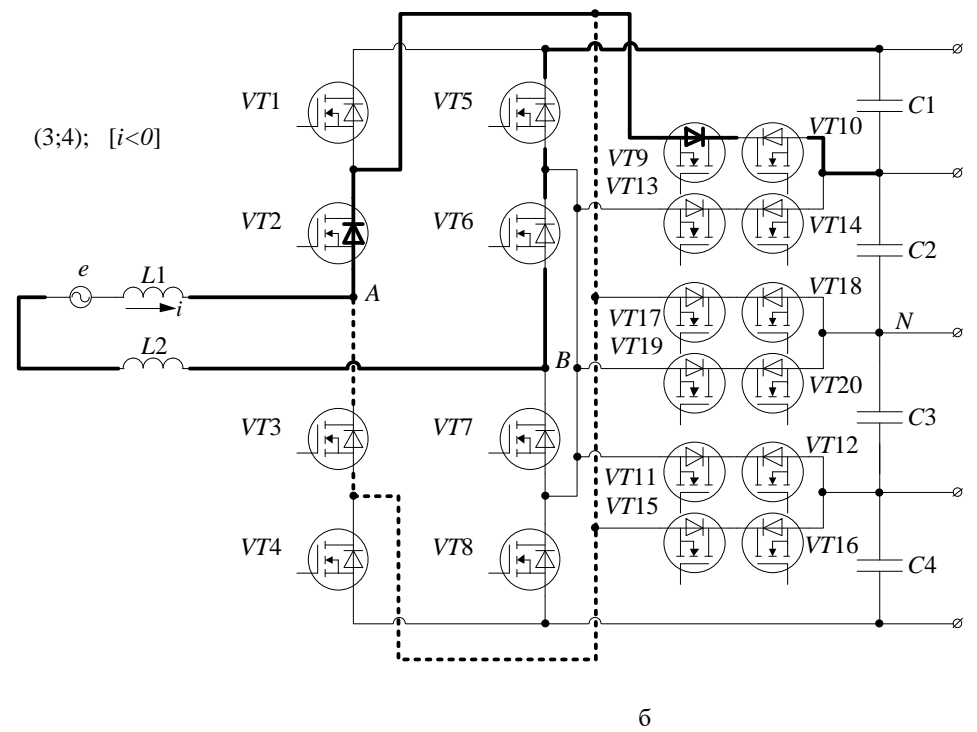 VT1
VT5
C1
(3;4); [i<0]
VT10
VT9
VT13
VT2
VT6
VT14
C2
e
L1
i
A
VT18
VT17
N
VT19
L2
B
VT20
VT3
VT7
C3
VT12
VT11
VT15
VT4
VT8
VT16
C4
б